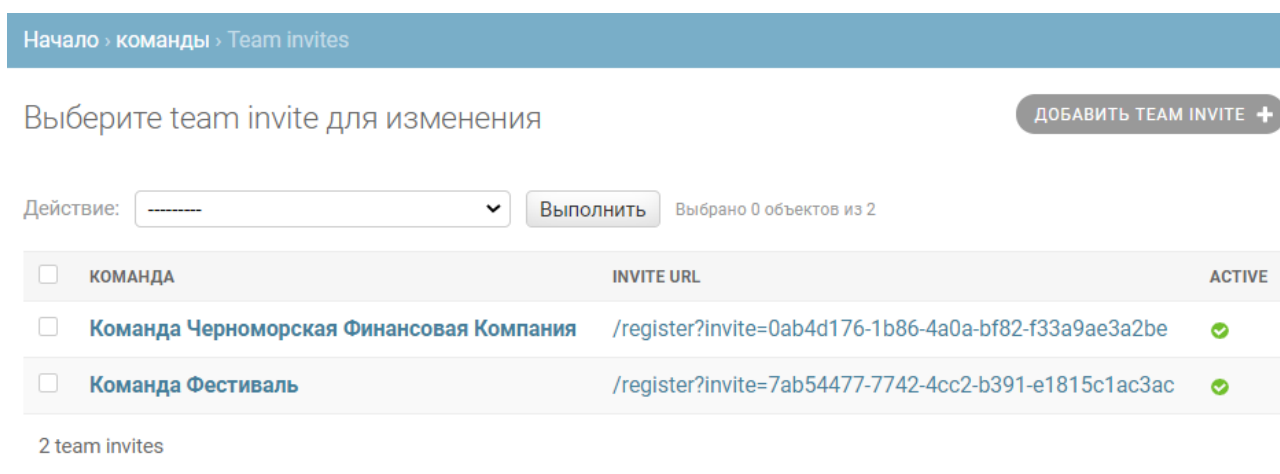 Начало › команды › Team invites
Выберите team invite для изменения
ДОБАВИТЬ TEAM INVITE +
Действие: --------- Выполнить Выбрано 0 объектов из 2
КОМАНДА INVITE URL ACTIVE
Команда Черноморская Финансовая Компания /register?invite=0ab4d176-1b86-4a0a-bf82-f33a9ae3a2be
Команда Фестиваль /register?invite=7ab54477-7742-4cc2-b391-e1815c1ac3ac
2 team invites